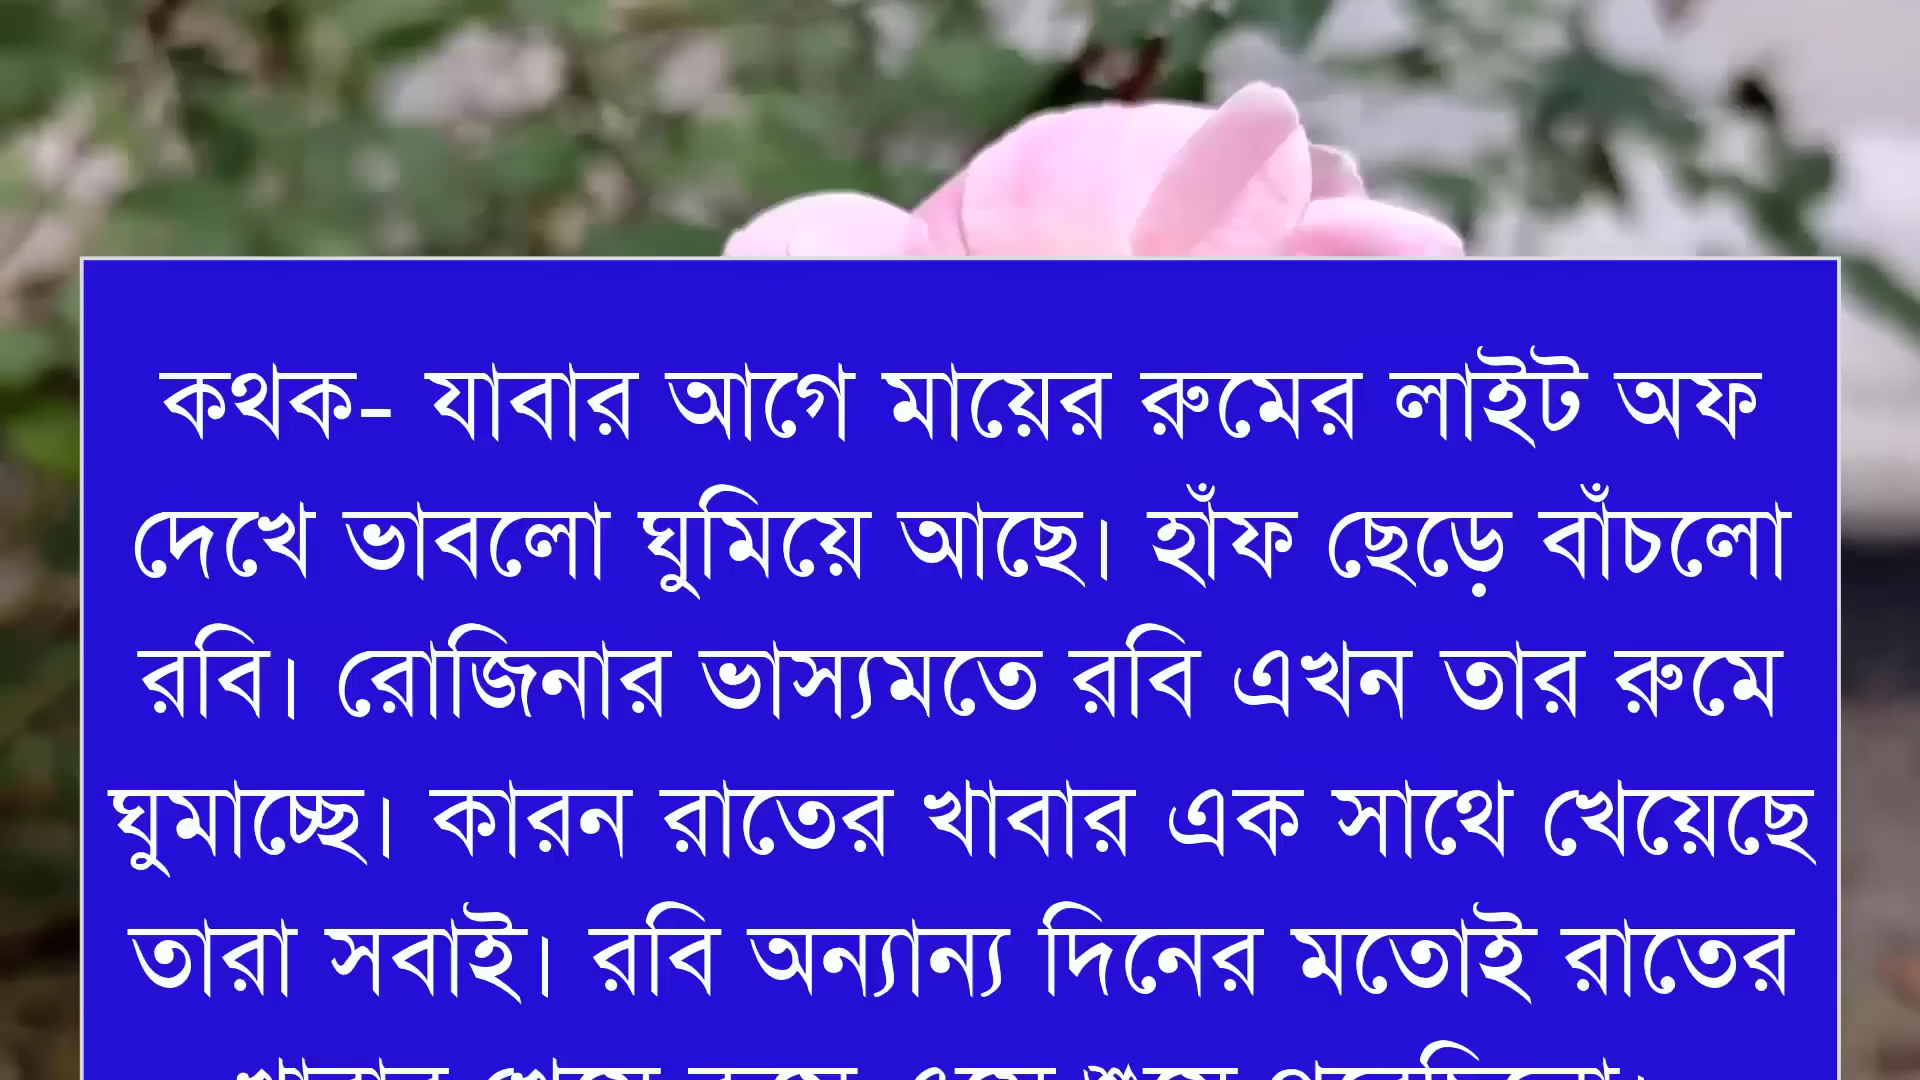 কথক- যাবার আগে মায়ের রুমের লাইট অফ
দেখে ভাবলো ঘুমিয়ে আছে। হাঁফ ছেড়ে বাঁচলো
রবি। রোজিনার ভাস্যমতে রবি এখন তার রুমে
ঘুমাচ্ছে। কারন রাতের খাবার এক সাথে খেয়েছে
তারা সবাই। রবি অন্যান্য দিনের মতোই রাতের